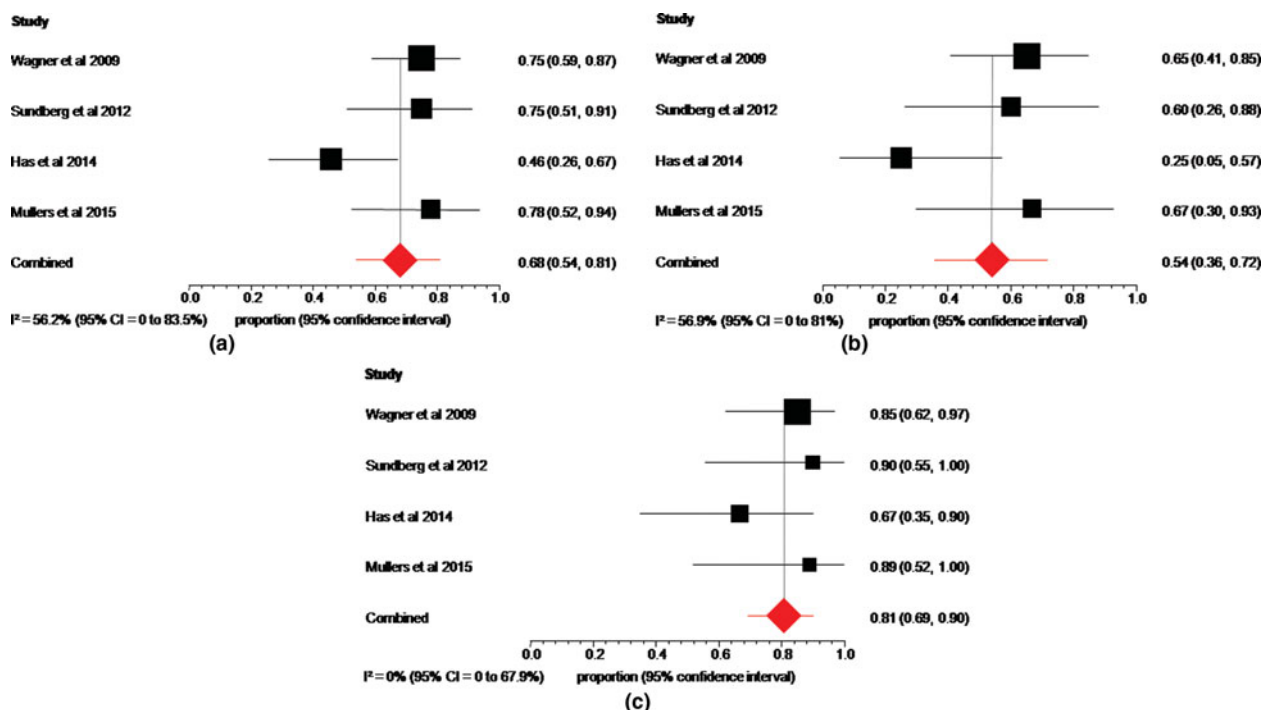 Study
Wagner et al 2009 0.75 (0.59, 0.87)
Sundberg et al 2012 0.75 (0.51, 0.91)
Has et al 2014 0.46 (0.26, 0.67)
Mullers et al 2015 0.78 (0.52, 0.94)
Combined 0.68 (0.54, 0.81)
0.0 0.2 0.4 0.6 0.8 1.0
I² = 56.2% (95% CI = 0 to 83.5%) proportion (95% confidence interval)
(a)
Study
Wagner et al 2009 0.65 (0.41, 0.85)
Sundberg et al 2012 0.60 (0.26, 0.88)
Has et al 2014 0.25 (0.05, 0.57)
Mullers et al 2015 0.67 (0.30, 0.93)
Combined 0.54 (0.36, 0.72)
0.0 0.2 0.4 0.6 0.8 1.0
I² = 56.9% (95% CI = 0 to 81%) proportion (95% confidence interval)
(b)
Study
Wagner et al 2009 0.85 (0.62, 0.97)
Sundberg et al 2012 0.90 (0.55, 1.00)
Has et al 2014 0.67 (0.35, 0.90)
Mullers et al 2015 0.89 (0.52, 1.00)
Combined 0.81 (0.69, 0.90)
0.0 0.2 0.4 0.6 0.8 1.0
I² = 0% (95% CI = 0 to 67.9%) proportion (95% confidence interval)
(c)